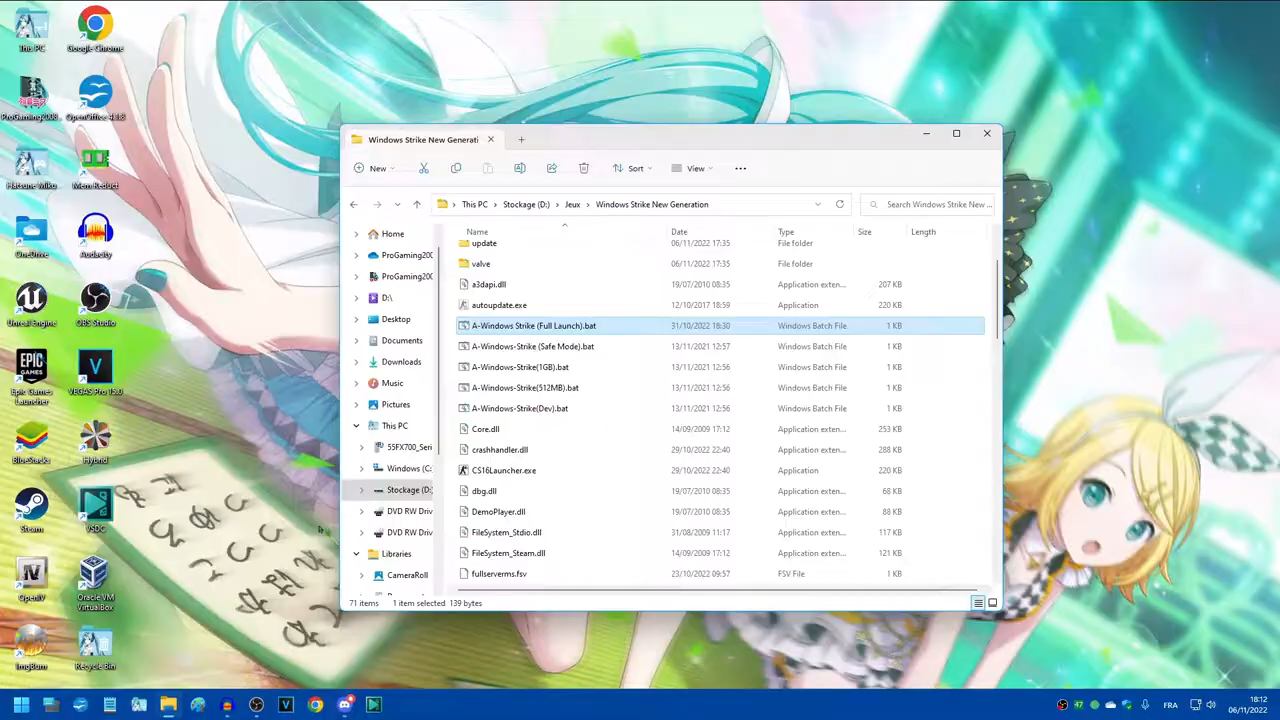 This PC
Google Chrome
ProGaming2008...
OpenOffice 4.1.8
Hatsune Miku...
Mem Reduct
OneDrive
Audacity
Unreal Engine
OBS Studio
Epic Games Launcher
VEGAS Pro 15.0
BlueStacks
Hybrid
Steam
VSDC
OpenIV
Oracle VM VirtualBox
ImgBurn
Recycle Bin
Windows Strike New Generati
New
Sort
View
This PC > Stockage (D:) > Jeux > Windows Strike New Generation
Search Windows Strike New ...
Name Date Type Size Length
update 06/11/2022 17:35 File folder
valve 06/11/2022 17:35 File folder
a3dapi.dll 19/07/2010 08:35 Application exten... 207 KB
autoupdate.exe 12/10/2017 18:59 Application 220 KB
A-Windows Strike (Full Launch).bat 31/10/2022 18:30 Windows Batch File 1 KB
A-Windows-Strike (Safe Mode).bat 13/11/2021 12:57 Windows Batch File 1 KB
A-Windows-Strike(1GB).bat 13/11/2021 12:56 Windows Batch File 1 KB
A-Windows-Strike(512MB).bat 13/11/2021 12:56 Windows Batch File 1 KB
A-Windows-Strike(Dev).bat 13/11/2021 12:56 Windows Batch File 1 KB
Core.dll 14/09/2009 17:12 Application exten... 253 KB
crashhandler.dll 29/10/2022 22:40 Application exten... 288 KB
CS16Launcher.exe 29/10/2022 22:40 Application 220 KB
dbg.dll 19/07/2010 08:35 Application exten... 68 KB
DemoPlayer.dll 19/07/2010 08:35 Application exten... 88 KB
FileSystem_Stdio.dll 31/08/2009 11:17 Application exten... 117 KB
FileSystem_Steam.dll 14/09/2009 17:12 Application exten... 121 KB
fullserverms.fsv 23/10/2022 09:57 FSV File 1 KB
Home
ProGaming200
ProGaming200
D:\
Desktop
Documents
Downloads
Music
Pictures
This PC
55FX700_Seri
Windows (C:
Stockage (D:
DVD RW Driv
DVD RW Driv
Libraries
CameraRoll
71 items 1 item selected 139 bytes
47
FRA
18:12
06/11/2022